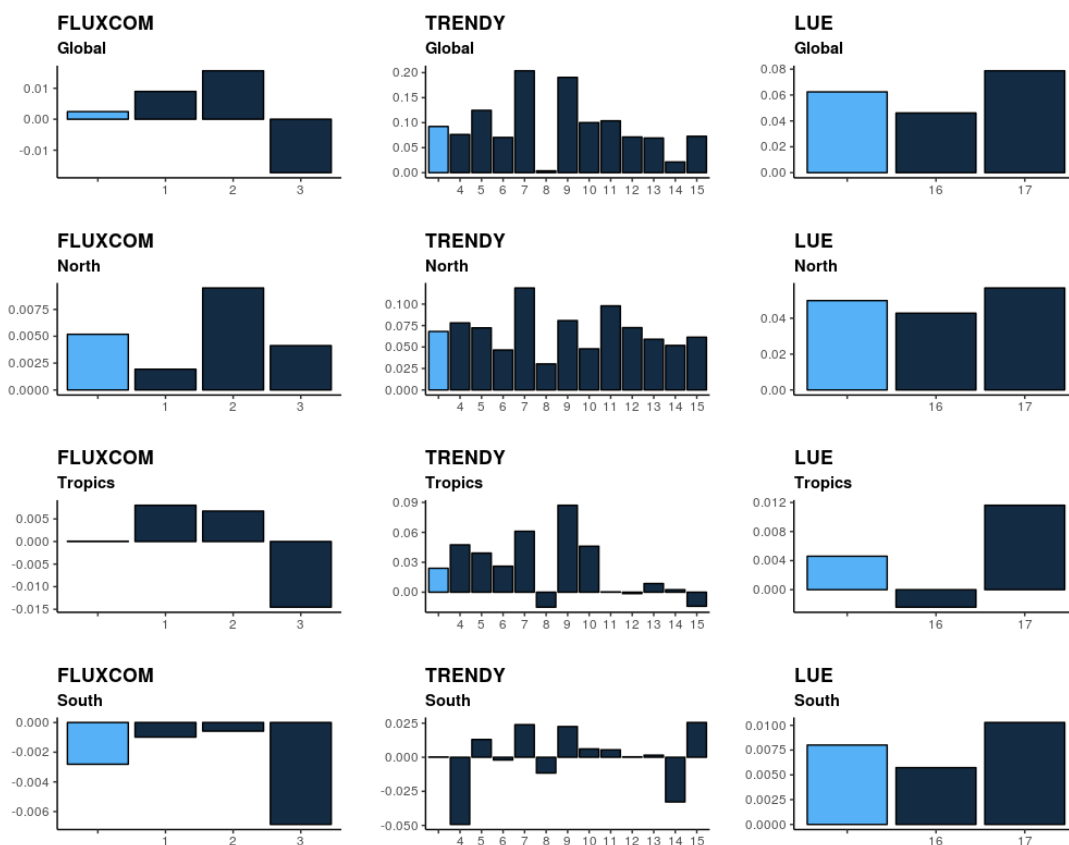 FLUXCOM
Global
0.01
0.00
-0.01
1 2 3
TRENDY
Global
0.20
0.15
0.10
0.05
0.00
4 5 6 7 8 9 10 11 12 13 14 15
LUE
Global
0.08
0.06
0.04
0.02
0.00
16 17
FLUXCOM
North
0.0075
0.0050
0.0025
0.0000
1 2 3
TRENDY
North
0.100
0.075
0.050
0.025
0.000
4 5 6 7 8 9 10 11 12 13 14 15
LUE
North
0.04
0.02
0.00
16 17
FLUXCOM
Tropics
0.005
0.000
-0.005
-0.010
-0.015
1 2 3
TRENDY
Tropics
0.09
0.06
0.03
0.00
4 5 6 7 8 9 10 11 12 13 14 15
LUE
Tropics
0.012
0.008
0.004
0.000
16 17
FLUXCOM
South
0.000
-0.002
-0.004
-0.006
1 2 3
TRENDY
South
0.025
0.000
-0.025
-0.050
4 5 6 7 8 9 10 11 12 13 14 15
LUE
South
0.0100
0.0075
0.0050
0.0025
0.0000
16 17